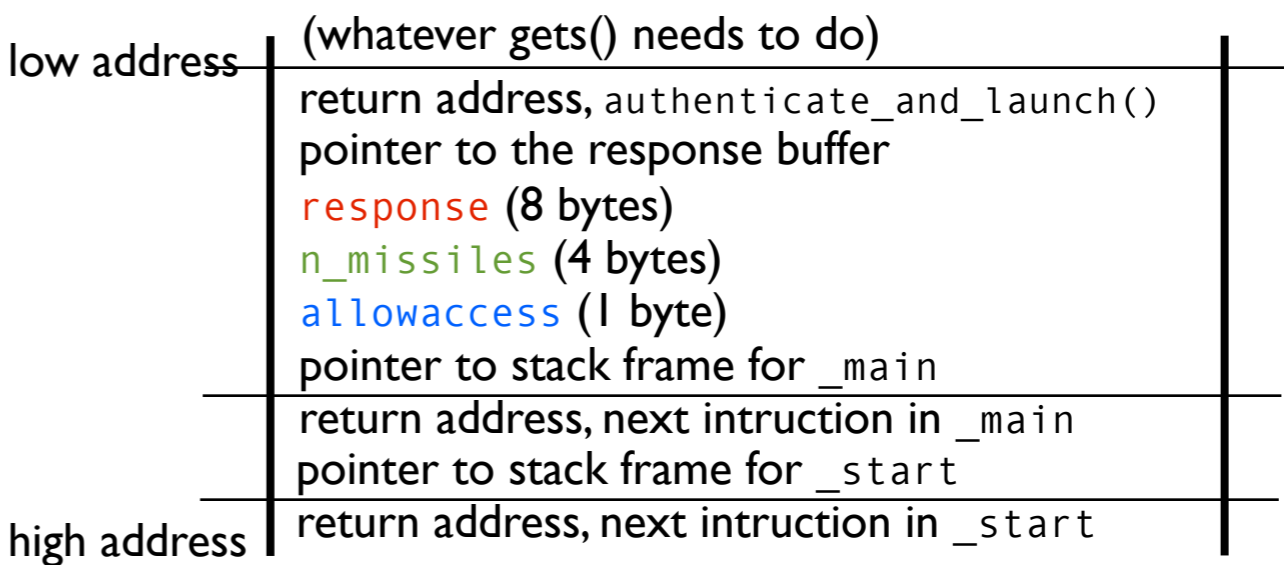 (whatever gets() needs to do)
low address
return address, authenticate_and_launch()
pointer to the response buffer
response (8 bytes)
n_missiles (4 bytes)
allowaccess (1 byte)
pointer to stack frame for _main
return address, next intruction in _main
pointer to stack frame for _start
return address, next intruction in _start
high address